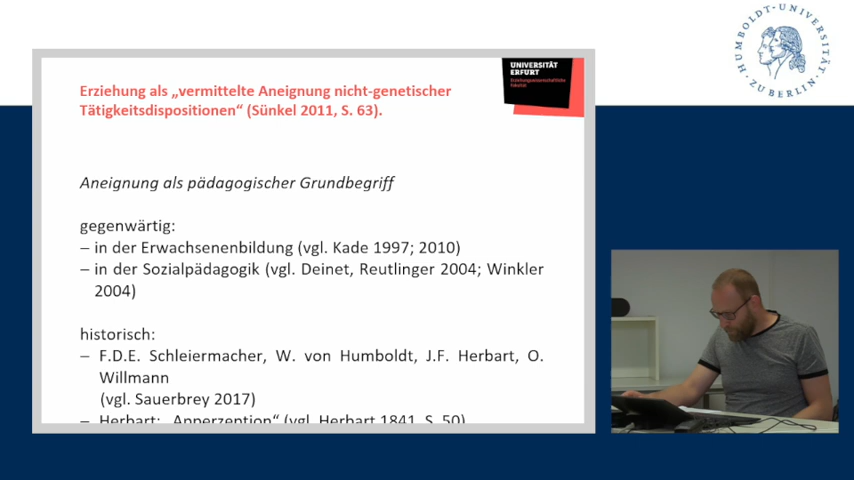 Erziehung als „vermittelte Aneignung nicht-genetischer
Tätigkeitsdispositionen“ (Sünkel 2011, S. 63).
UNIVERSITÄT
ERFURT
Erziehungswissenschaftliche
Fakultät
Aneignung als pädagogischer Grundbegriff
gegenwärtig:
– in der Erwachsenenbildung (vgl. Kade 1997; 2010)
– in der Sozialpädagogik (vgl. Deinet, Reutlinger 2004; Winkler
2004)
historisch:
– F.D.E. Schleiermacher, W. von Humboldt, J.F. Herbart, O.
Willmann
(vgl. Sauerbrey 2017)
– Herbart: „Apperzeption“ (vgl. Herbart 1841, S. 50)
HUMBOLDT-UNIVERSITÄT
ZU BERLIN